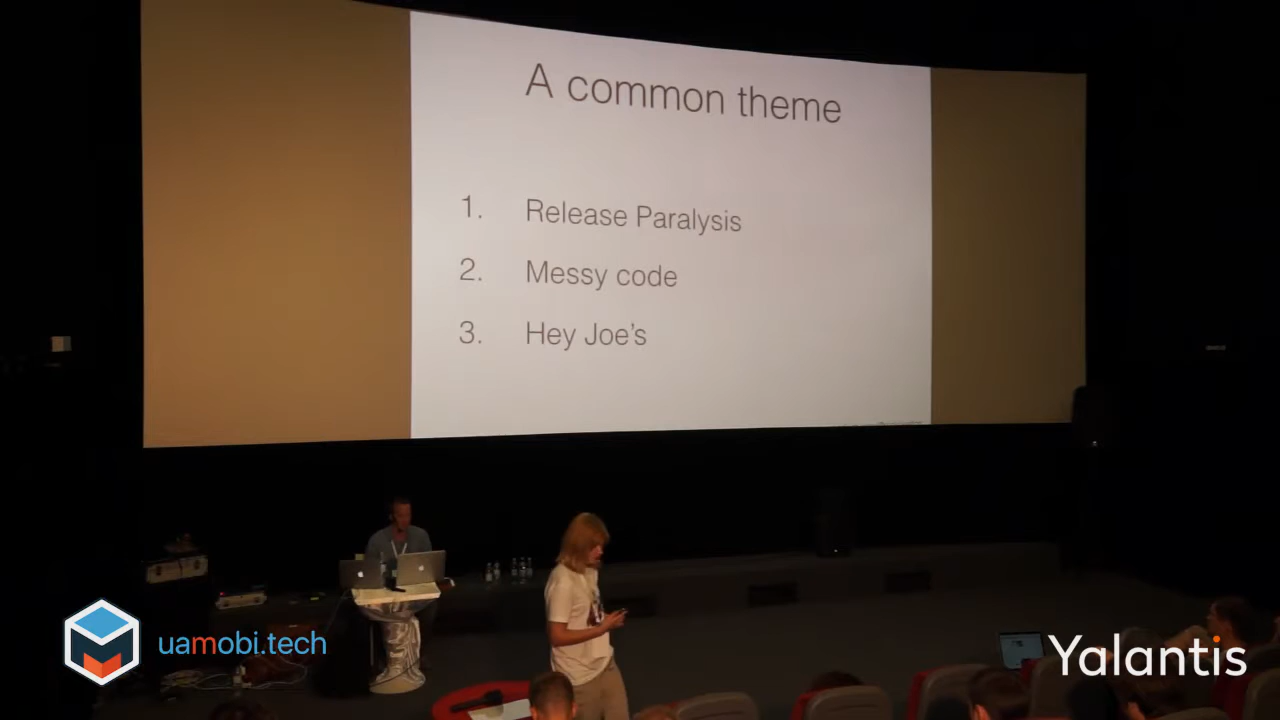 A common theme
1. Release Paralysis
2. Messy code
3. Hey Joe's
uamobi.tech
Yalantis